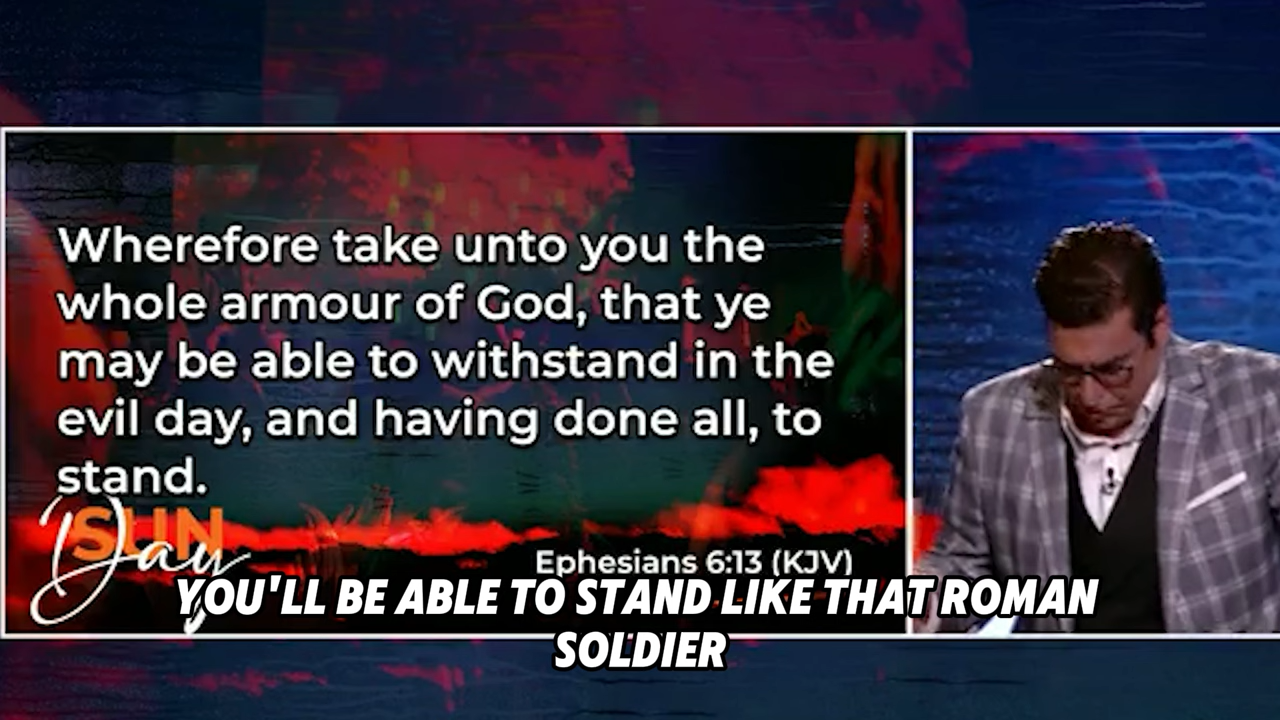 Wherefore take unto you the
whole armour of God, that ye
may be able to withstand in the
evil day, and having done all, to
stand.
SUN
Day
Ephesians 6:13 (KJV)
YOU'LL BE ABLE TO STAND LIKE THAT ROMAN
SOLDIER